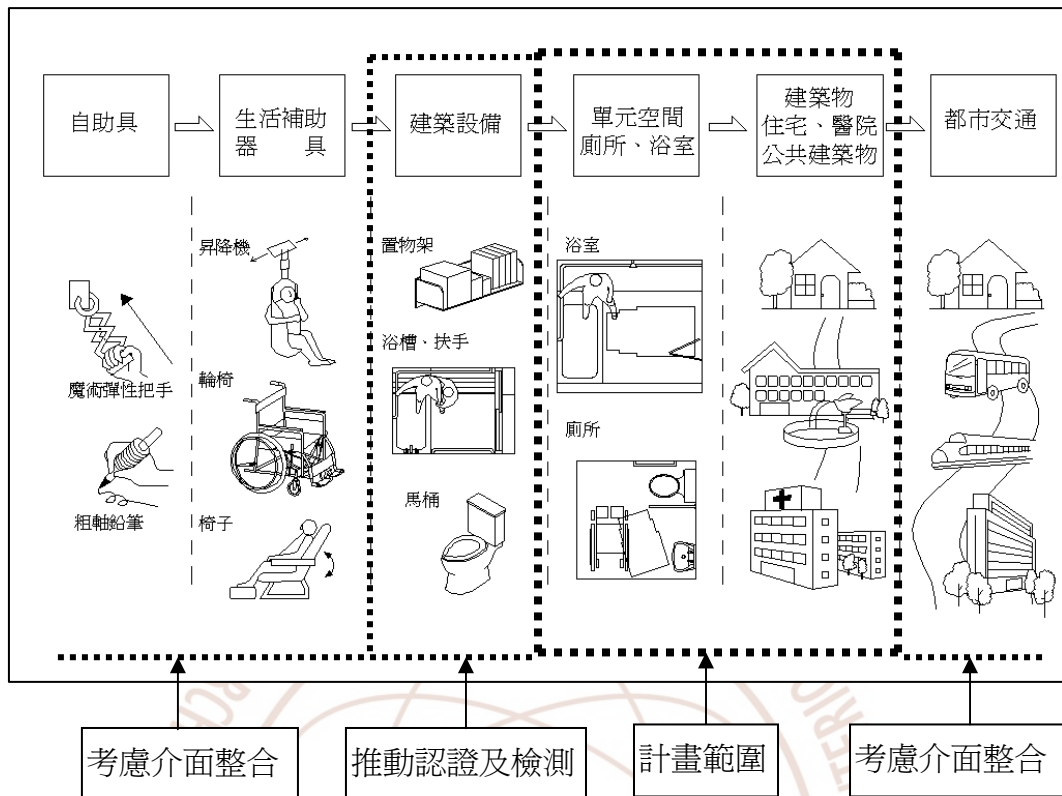 自助具
生活補助
器具
建築設備
單元空間
廁所、浴室
建築物
住宅、醫院
公共建築物
都市交通
魔術彈性把手
粗軸鉛筆
昇降機
輪椅
椅子
置物架
浴槽、扶手
馬桶
浴室
廁所
考慮介面整合
推動認證及檢測
計畫範圍
考慮介面整合